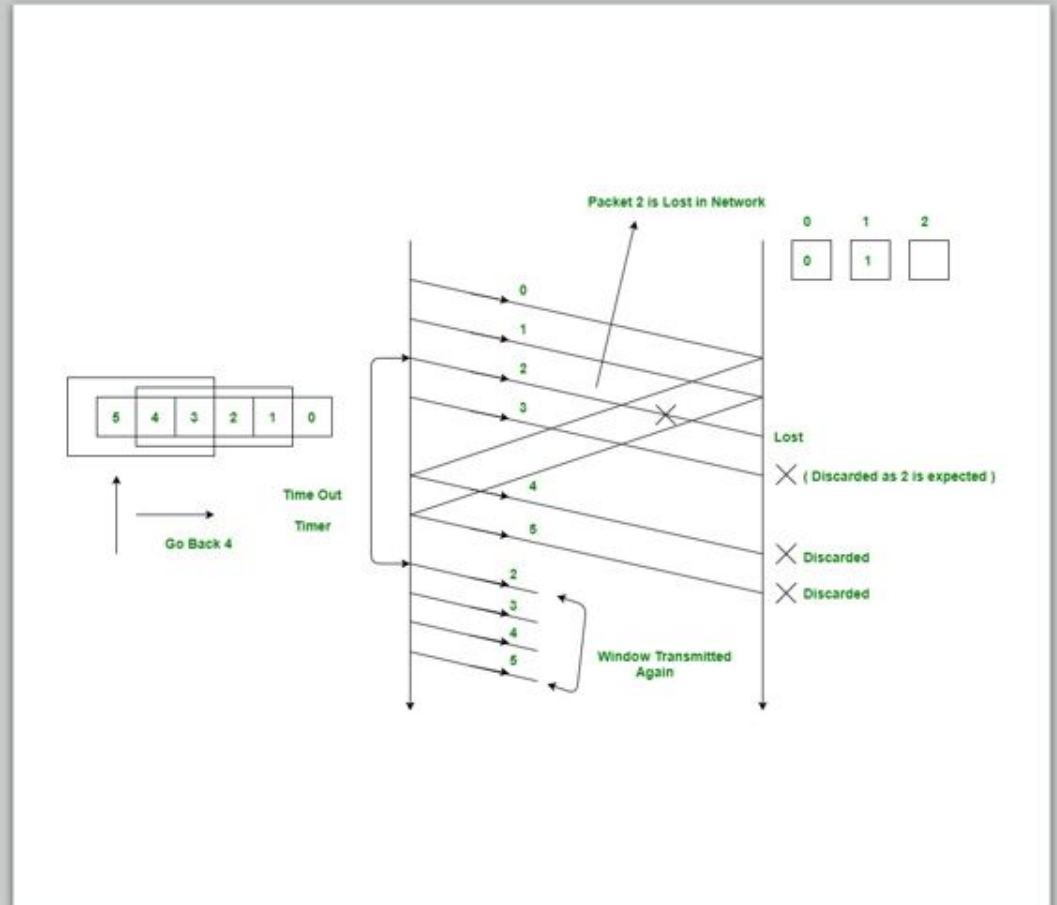 Packet 2 is Lost in Network
0 1 2
0 1
0
1
2
3
5 4 3 2 1 0
Lost
( Discarded as 2 is expected )
Time Out
Timer
4
Go Back 4
5
Discarded
Discarded
2
3
4
5
Window Transmitted
Again